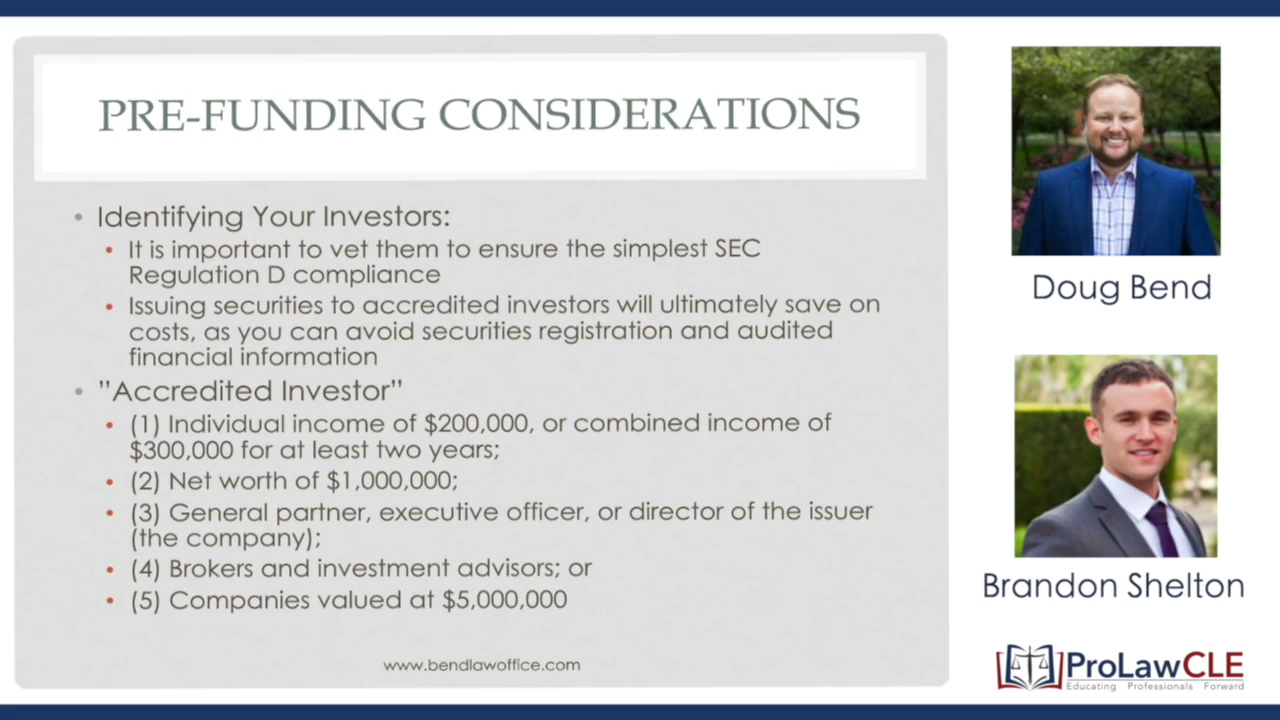 PRE-FUNDING CONSIDERATIONS
• Identifying Your Investors:
• It is important to vet them to ensure the simplest SEC
Regulation D compliance
• Issuing securities to accredited investors will ultimately save on
costs, as you can avoid securities registration and audited
financial information
• ”Accredited Investor”
• (1) Individual income of $200,000, or combined income of
$300,000 for at least two years;
• (2) Net worth of $1,000,000;
• (3) General partner, executive officer, or director of the issuer
(the company);
• (4) Brokers and investment advisors; or
• (5) Companies valued at $5,000,000
www.bendlawoffice.com
Doug Bend
Brandon Shelton
ProLawCLE
Educating Professionals Forward